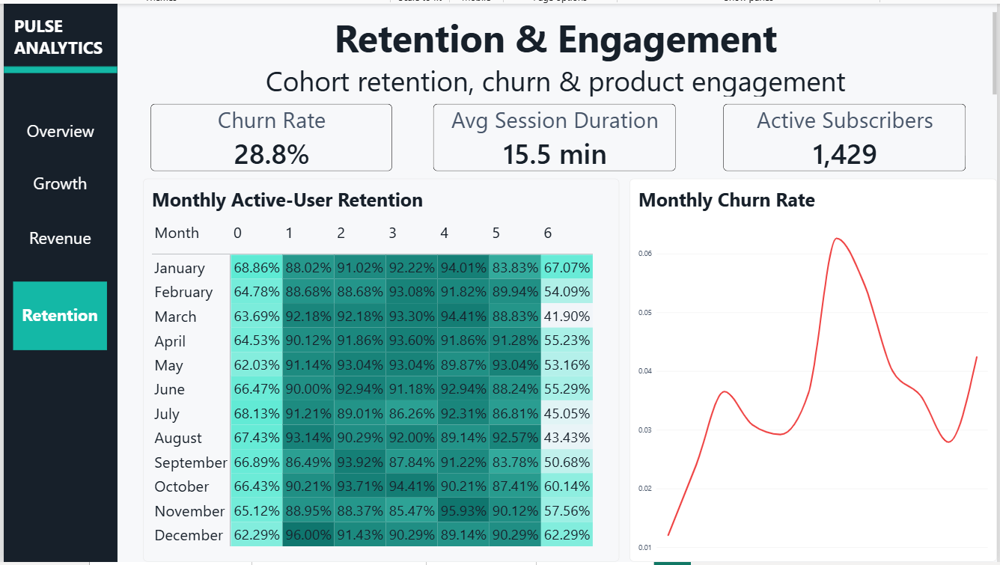 PULSE
ANALYTICS
Overview
Growth
Revenue
Retention
Retention & Engagement
Cohort retention, churn & product engagement
Churn Rate
28.8%
Avg Session Duration
15.5 min
Active Subscribers
1,429
Monthly Active-User Retention
Month 0 1 2 3 4 5 6
January 68.86% 88.02% 91.02% 92.22% 94.01% 83.83% 67.07%
February 64.78% 88.68% 88.68% 93.08% 91.82% 89.94% 54.09%
March 63.69% 92.18% 92.18% 93.30% 94.41% 88.83% 41.90%
April 64.53% 90.12% 91.86% 93.60% 91.86% 91.28% 55.23%
May 62.03% 91.14% 93.04% 93.04% 89.87% 93.04% 53.16%
June 66.47% 90.00% 92.94% 91.18% 92.94% 88.24% 55.29%
July 68.13% 91.21% 89.01% 86.26% 92.31% 86.81% 45.05%
August 67.43% 93.14% 90.29% 92.00% 89.14% 92.57% 43.43%
September 66.89% 86.49% 93.92% 87.84% 91.22% 83.78% 50.68%
October 66.43% 90.21% 93.71% 94.41% 90.21% 87.41% 60.14%
November 65.12% 88.95% 88.37% 85.47% 95.93% 90.12% 57.56%
December 62.29% 96.00% 91.43% 90.29% 89.14% 90.29% 62.29%
Monthly Churn Rate
0.06
0.05
0.04
0.03
0.02
0.01